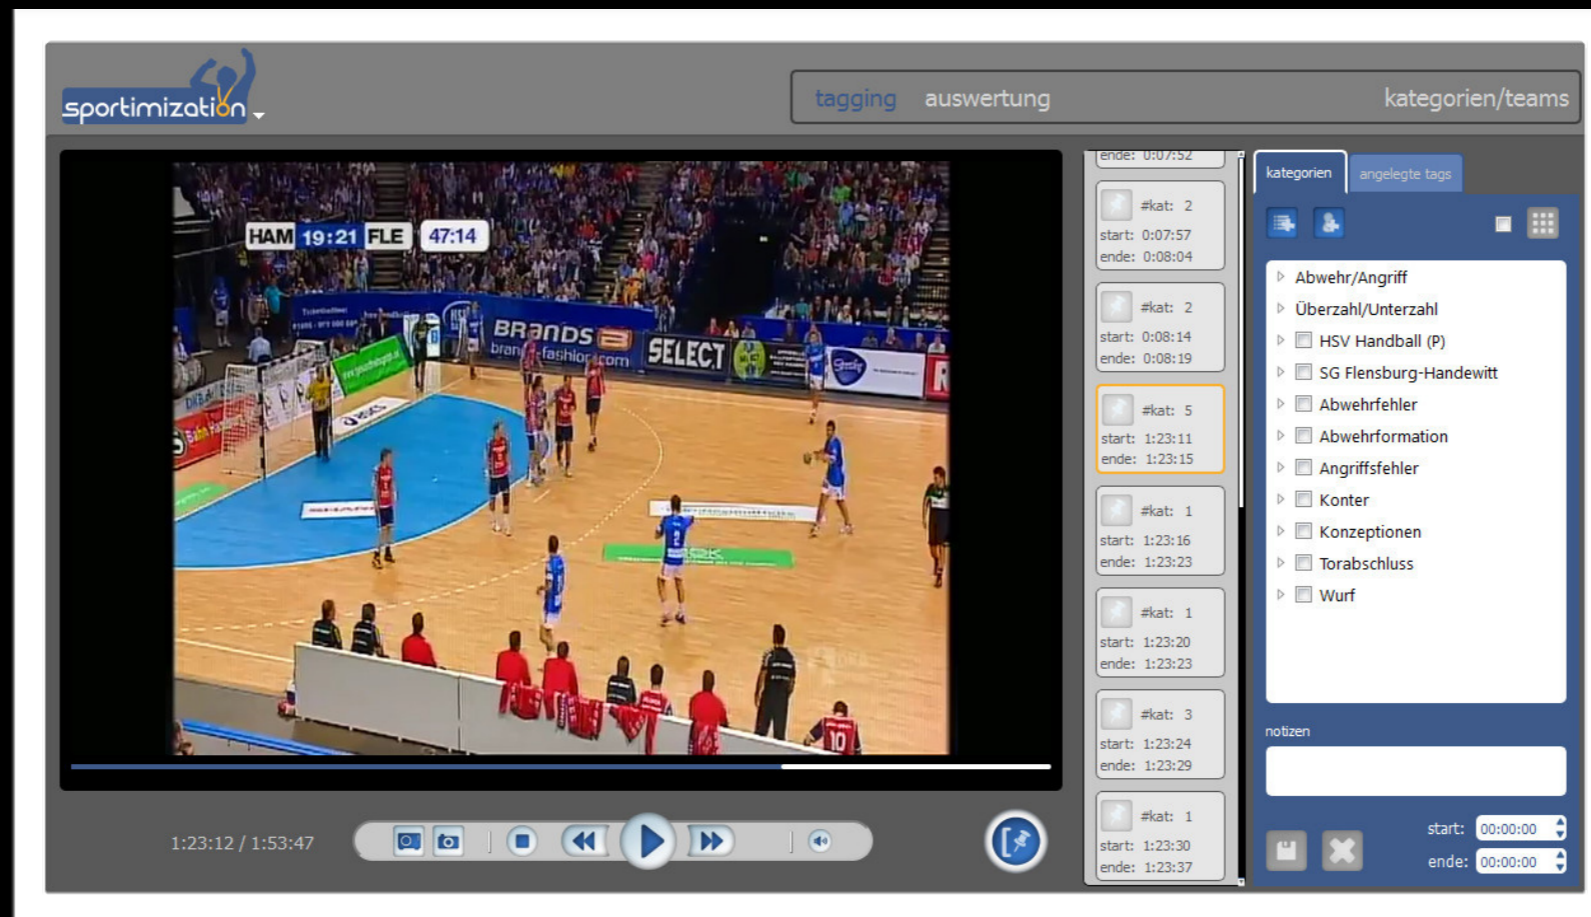 sportimization
tagging auswertung kategorien/teams
HAM 19:21 FLE 47:14
BRANDS
SELECT
10
1:23:12 / 1:53:47
ende: 0:07:52
#kat: 2
start: 0:07:57
ende: 0:08:04
#kat: 2
start: 0:08:14
ende: 0:08:19
#kat: 5
start: 1:23:11
ende: 1:23:15
#kat: 1
start: 1:23:16
ende: 1:23:23
#kat: 1
start: 1:23:20
ende: 1:23:23
#kat: 3
start: 1:23:24
ende: 1:23:29
#kat: 1
start: 1:23:30
ende: 1:23:37
kategorien angelegte tags
Abwehr/Angriff
Überzahl/Unterzahl
HSV Handball (P)
SG Flensburg-Handewitt
Abwehrfehler
Abwehrformation
Angriffsfehler
Konter
Konzeptionen
Torabschluss
Wurf
notizen
start: 00:00:00
ende: 00:00:00